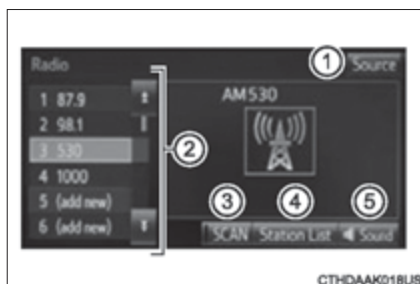 Radio
1
Source
1 87.9
2 98.1
3 530
4 1000
5 (add new)
6 (add new)
2
AM530
3
4
5
SCAN
Station List
Sound
CTHDAAK018US